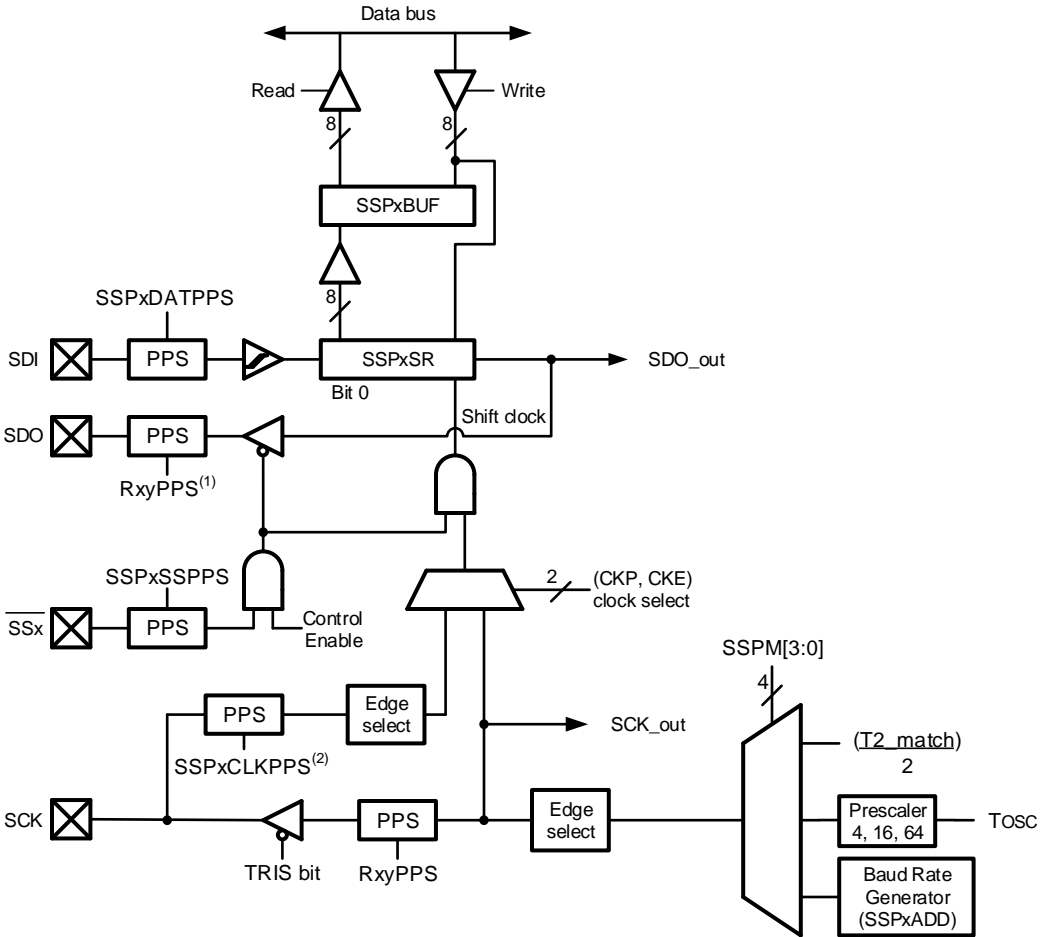 Data bus
Read
Write
8
8
SSPxBUF
8
SSPxDATPPS
SDI
PPS
SSPxSR
SDO_out
Bit 0
Shift clock
SDO
PPS
RxyPPS(1)
SSPxSSPPS
2
(CKP, CKE)
clock select
SSx
PPS
Control
Enable
SSPM[3:0]
4
PPS
Edge
select
SCK_out
(T2_match)
2
SSPxCLKPPS(2)
SCK
PPS
Edge
select
Prescaler
4, 16, 64
TOSC
TRIS bit
RxyPPS
Baud Rate
Generator
(SSPxADD)